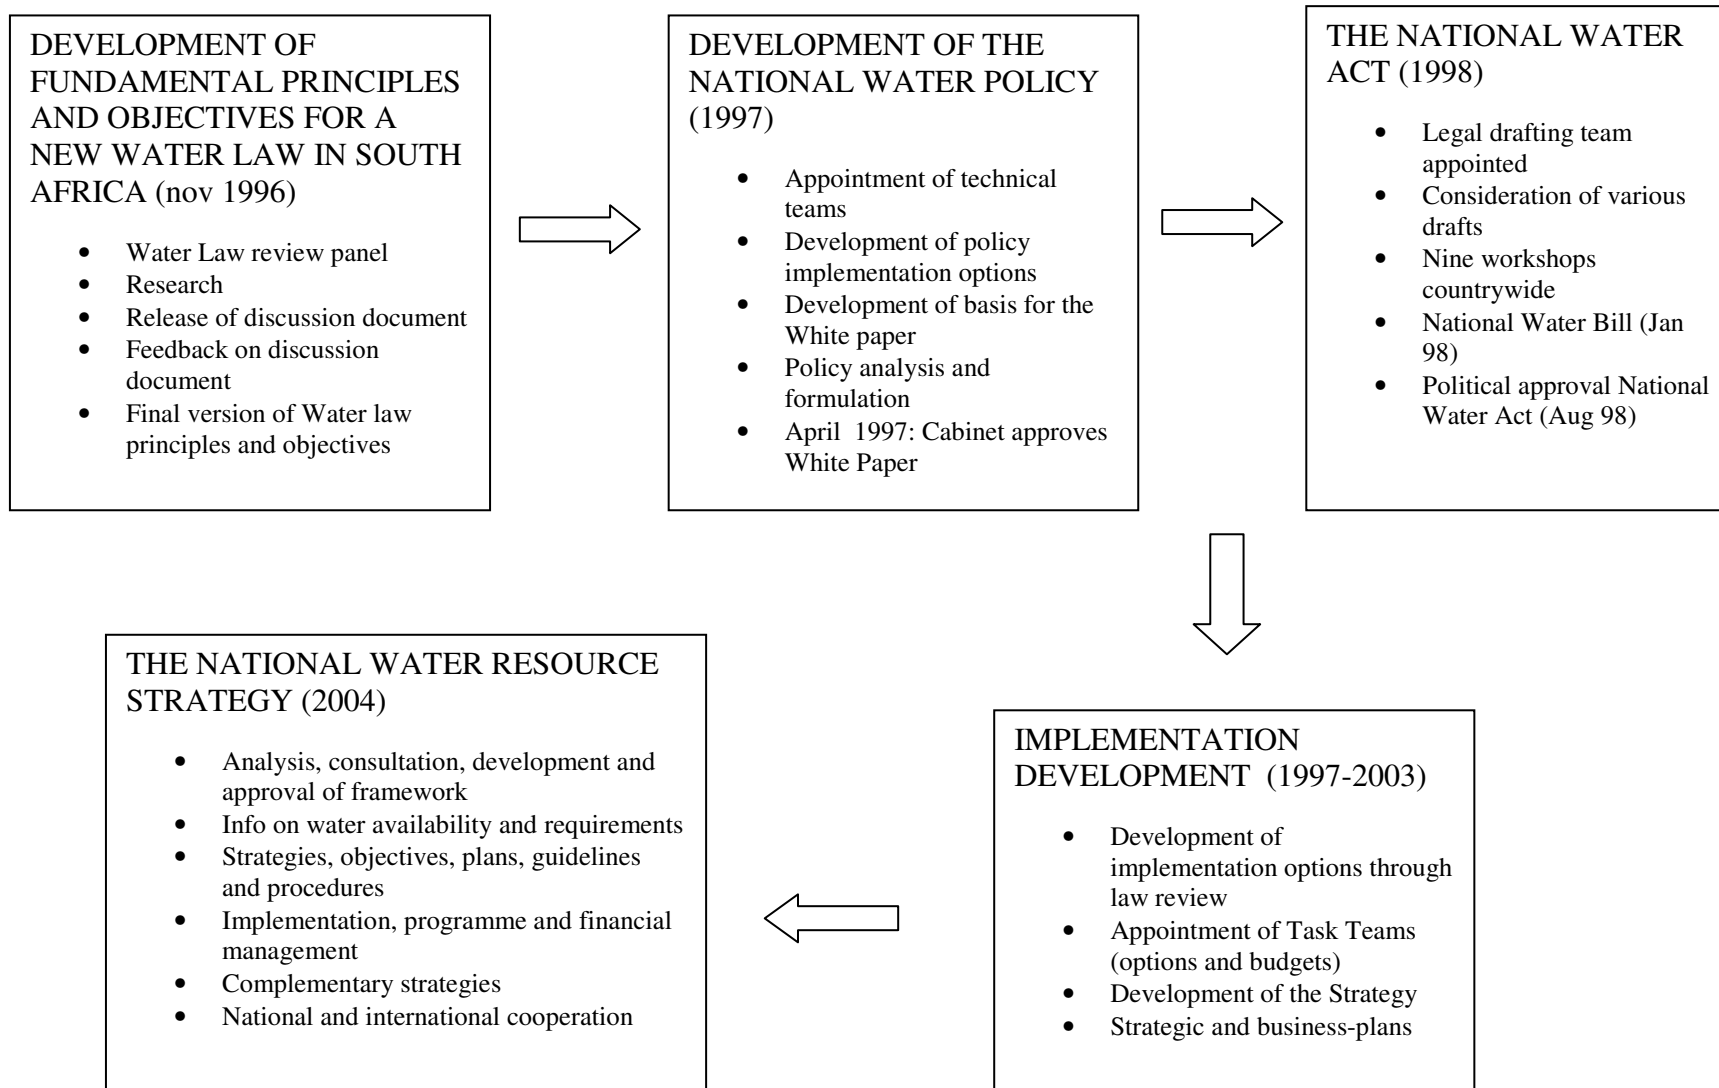 DEVELOPMENT OF
FUNDAMENTAL PRINCIPLES
AND OBJECTIVES FOR A
NEW WATER LAW IN SOUTH
AFRICA (nov 1996)
• Water Law review panel
• Research
• Release of discussion document
• Feedback on discussion
document
• Final version of Water law
principles and objectives
DEVELOPMENT OF THE
NATIONAL WATER POLICY
(1997)
• Appointment of technical
teams
• Development of policy
implementation options
• Development of basis for the
White paper
• Policy analysis and
formulation
• April 1997: Cabinet approves
White Paper
THE NATIONAL WATER
ACT (1998)
• Legal drafting team
appointed
• Consideration of various
drafts
• Nine workshops
countrywide
• National Water Bill (Jan
98)
• Political approval National
Water Act (Aug 98)
IMPLEMENTATION
DEVELOPMENT (1997-2003)
• Development of
implementation options through
law review
• Appointment of Task Teams
(options and budgets)
• Development of the Strategy
• Strategic and business-plans
THE NATIONAL WATER RESOURCE
STRATEGY (2004)
• Analysis, consultation, development and
approval of framework
• Info on water availability and requirements
• Strategies, objectives, plans, guidelines
and procedures
• Implementation, programme and financial
management
• Complementary strategies
• National and international cooperation